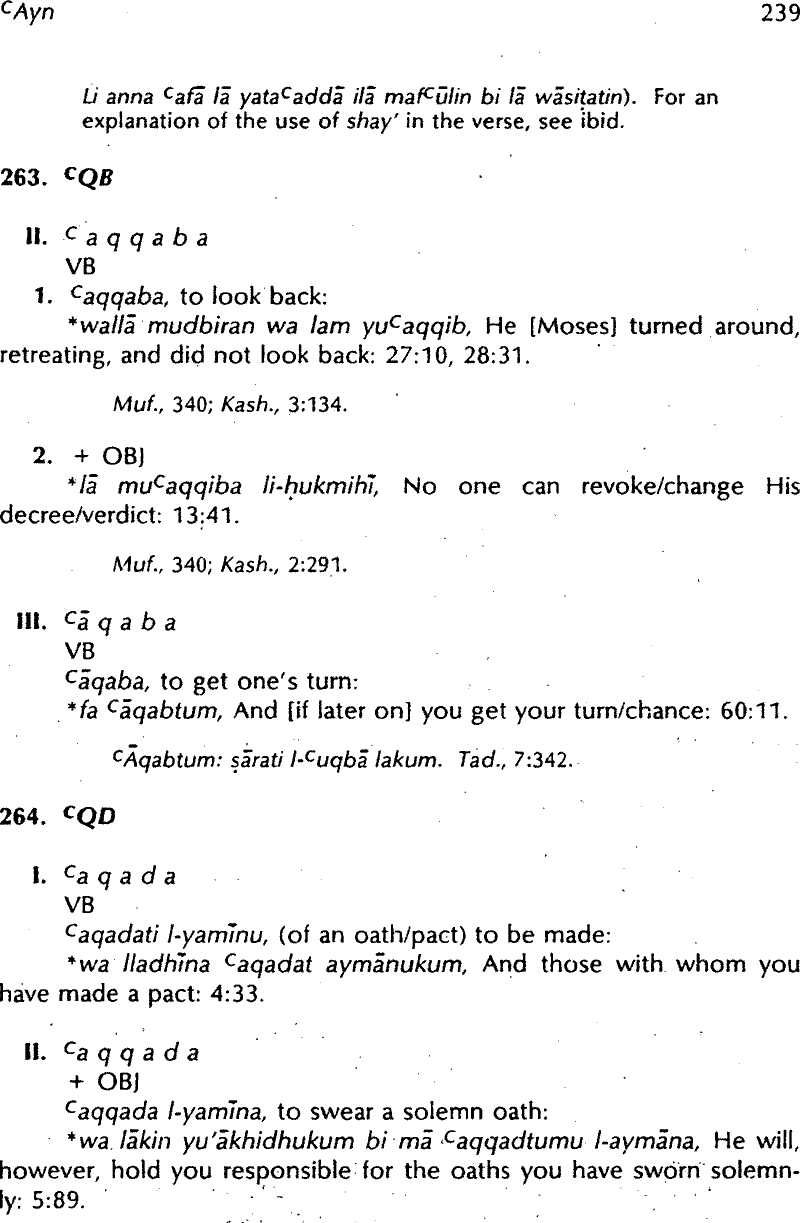 ᶜAyn 239
Li anna ᶜafā lā yataᶜaddā ilā mafᶜūlin bi lā wāsiṭatin). For an
explanation of the use of shay' in the verse, see ibid.
263. ᶜQB
II. ᶜa q q a b a
VB
1. ᶜaqqaba, to look back:
*wallā mudbiran wa lam yuᶜaqqib, He [Moses] turned around,
retreating, and did not look back: 27:10, 28:31.
Muf., 340; Kash., 3:134.
2. + OBJ
*lā muᶜaqqiba li-ḥukmihī, No one can revoke/change His
decree/verdict: 13:41.
Muf., 340; Kash., 2:291.
III. ᶜā q a b a
VB
ᶜāqaba, to get one's turn:
*fa ᶜāqabtum, And [if later on] you get your turn/chance: 60:11.
ᶜĀqabtum: ṣārati l-ᶜuqbā lakum. Tad., 7:342.
264. ᶜQD
I. ᶜa q a d a
VB
ᶜaqadati l-yamīnu, (of an oath/pact) to be made:
*wa lladhīna ᶜaqadat aymānukum, And those with whom you
have made a pact: 4:33.
II. ᶜa q q a d a
+ OBJ
ᶜaqqada l-yamīna, to swear a solemn oath:
*wa lākin yu'ākhidhukum bi mā ᶜaqqadtumu l-aymāna, He will,
however, hold you responsible for the oaths you have sworn solemn-
ly: 5:89.